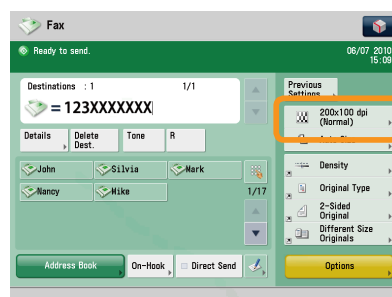 Fax
Ready to send.
06/07 2010
15:09
Destinations : 1
1/1
= 123XXXXXXX
Details
Delete
Dest.
Tone
R
John
Silvia
Mark
Nancy
Mike
1/17
Address Book
On-Hook
Direct Send
Previous
Settings
200x100 dpi
(Normal)
Auto Size
Density
Original Type
2-Sided
Original
Different Size
Originals
Options